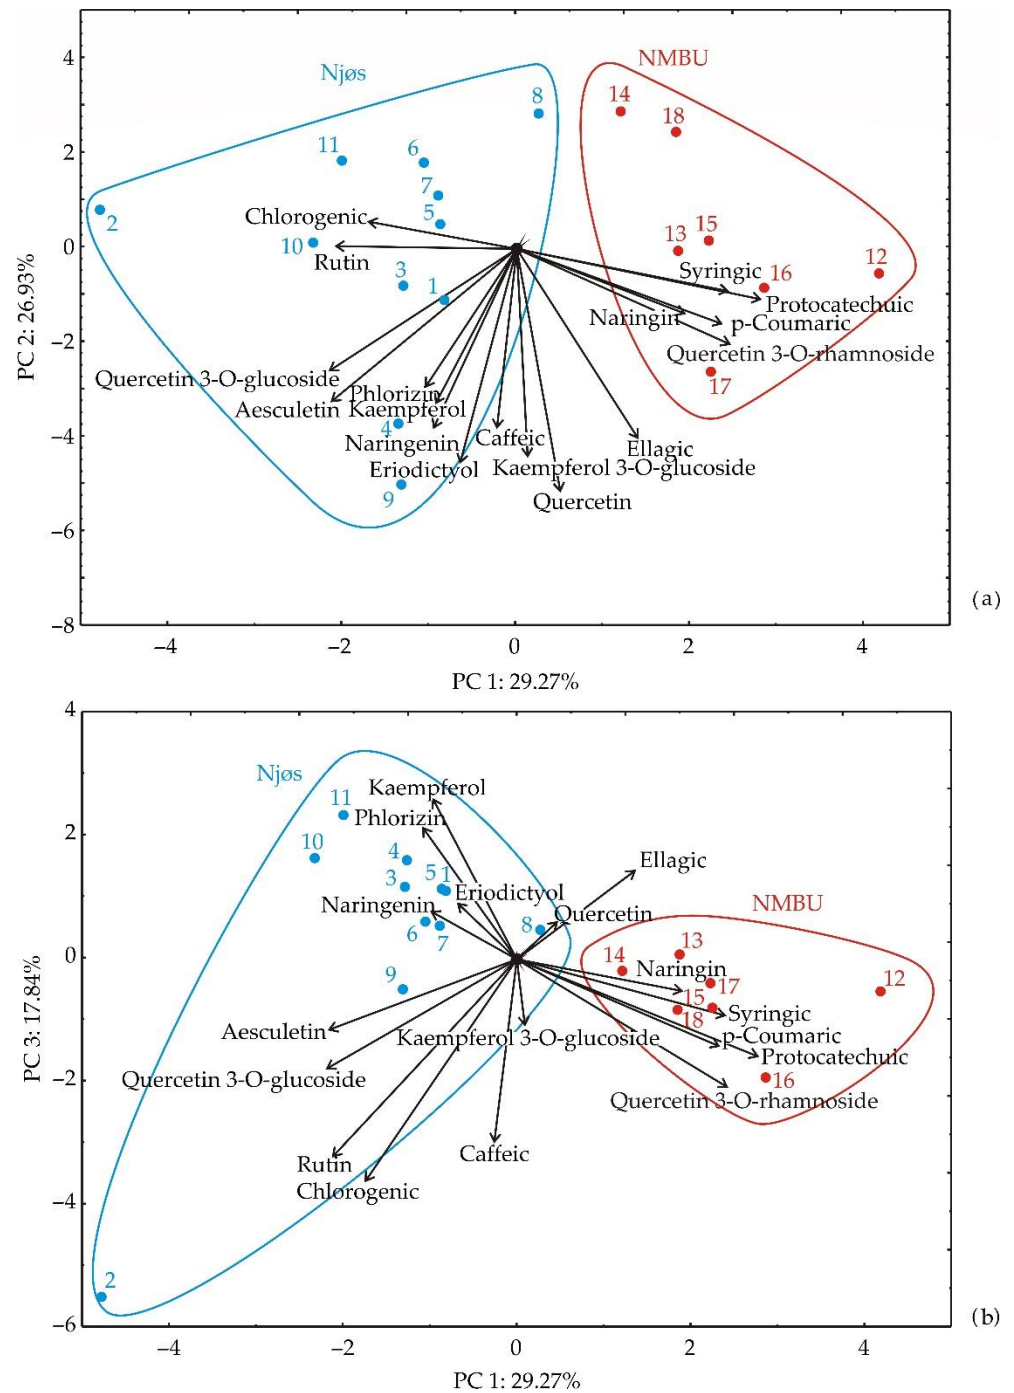 4
2
0
−2
−4
−6
−8
PC 2: 26.93%
Njøs
NMBU
8
14
18
11
6
7
2
Chlorogenic
5
10
Rutin
3
1
13
15
12
Syringic
16
Protocatechuic
Naringin
p-Coumaric
Quercetin 3-O-rhamnoside
17
Quercetin 3-O-glucoside
Phlorizin
Aesculetin
Kaempferol
4
Naringenin
Caffeic
Ellagic
Eriodictyol
Kaempferol 3-O-glucoside
9
Quercetin
(a)
−4
−2
0
2
4
PC 1: 29.27%
4
2
0
−2
−4
−6
PC 3: 17.84%
Njøs
Kaempferol
11
Phlorizin
10
4
5
1
3
Eriodictyol
Ellagic
Naringenin
Quercetin
NMBU
6
7
8
14
13
Naringin
17
12
9
15
18
Syringic
Aesculetin
Kaempferol 3-O-glucoside
p-Coumaric
Protocatechuic
Quercetin 3-O-glucoside
16
Quercetin 3-O-rhamnoside
Caffeic
Rutin
Chlorogenic
2
(b)
−4
−2
0
2
4
PC 1: 29.27%